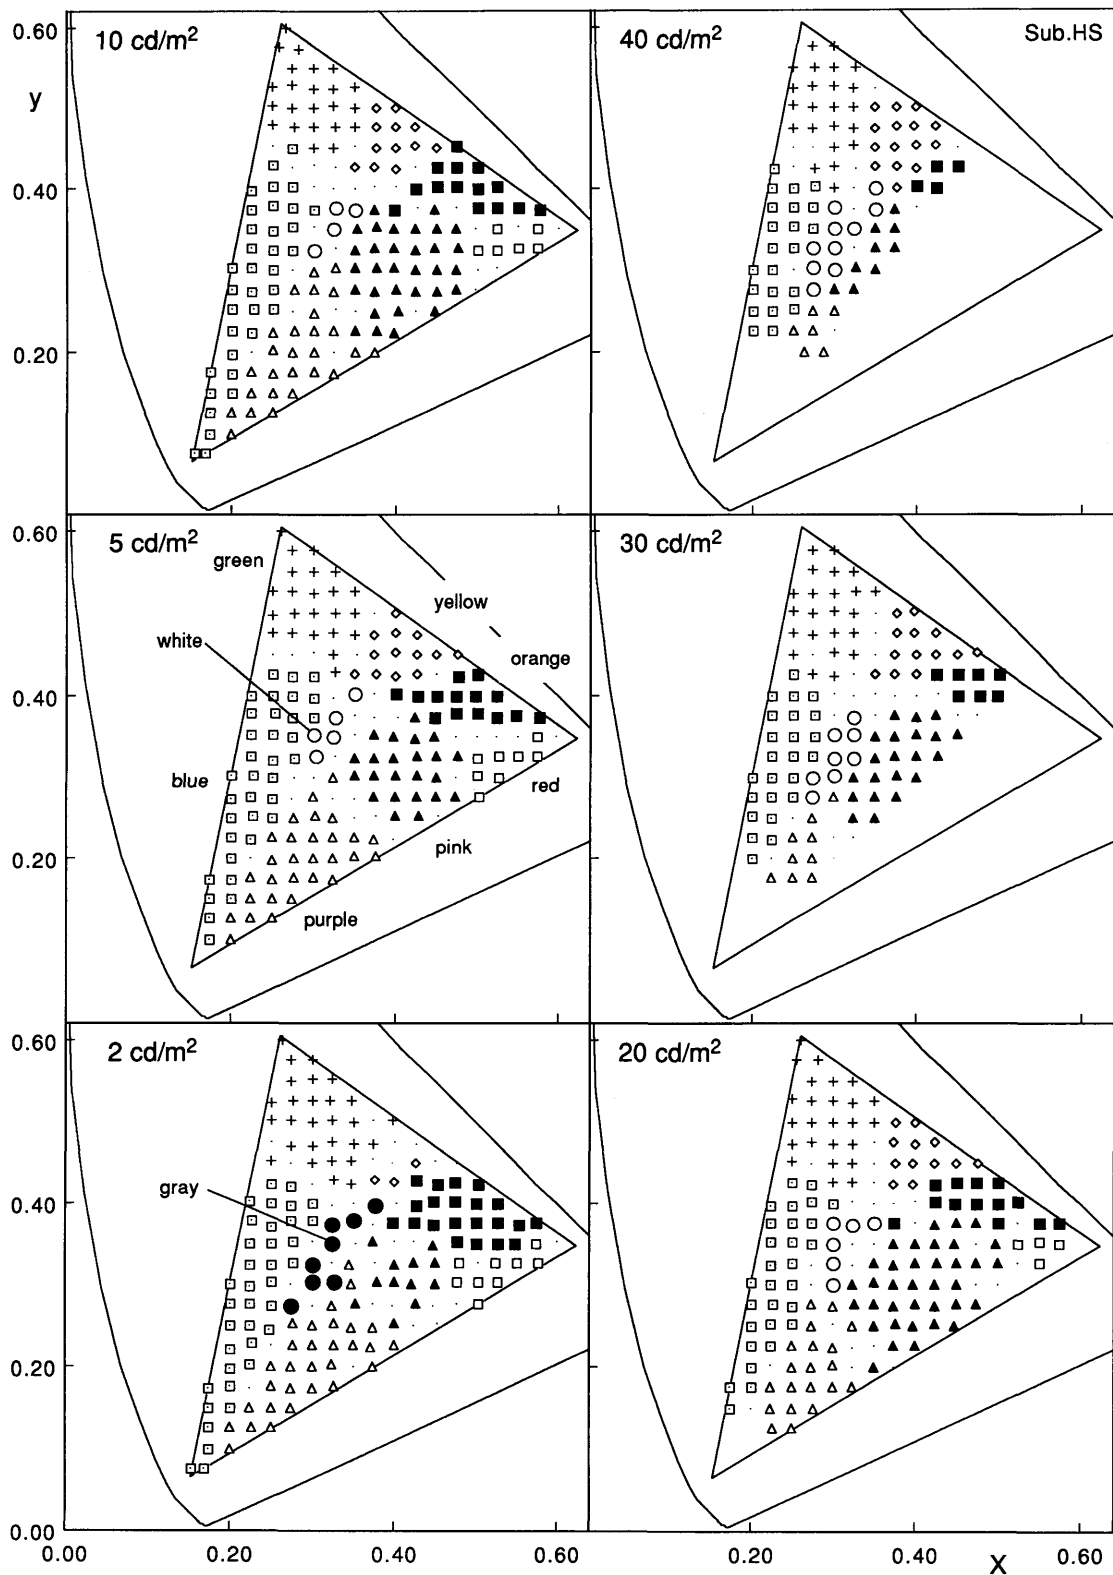 0.60
10 cd/m²
40 cd/m²
Sub.HS
y
0.40
0.20
0.60
5 cd/m²
30 cd/m²
green
yellow
white
orange
0.40
blue
red
pink
0.20
purple
0.60
2 cd/m²
20 cd/m²
gray
0.40
0.20
0.00
0.00
0.20
0.40
0.60
0.20
0.40
X
0.60